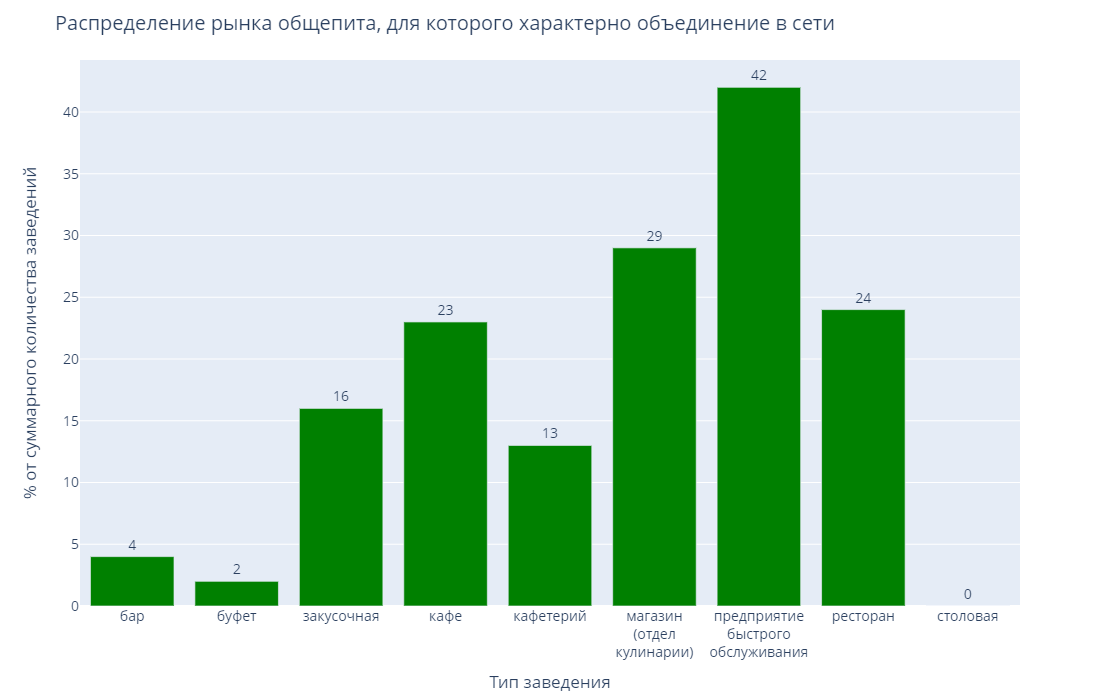 Распределение рынка общепита, для которого характерно объединение в сети
% от суммарного количества заведений
40
35
30
25
20
15
10
5
0
4
2
16
23
13
29
42
24
0
бар
буфет
закусочная
кафе
кафетерий
магазин
(отдел
кулинарии)
предприятие
быстрого
обслуживания
ресторан
столовая
Тип заведения